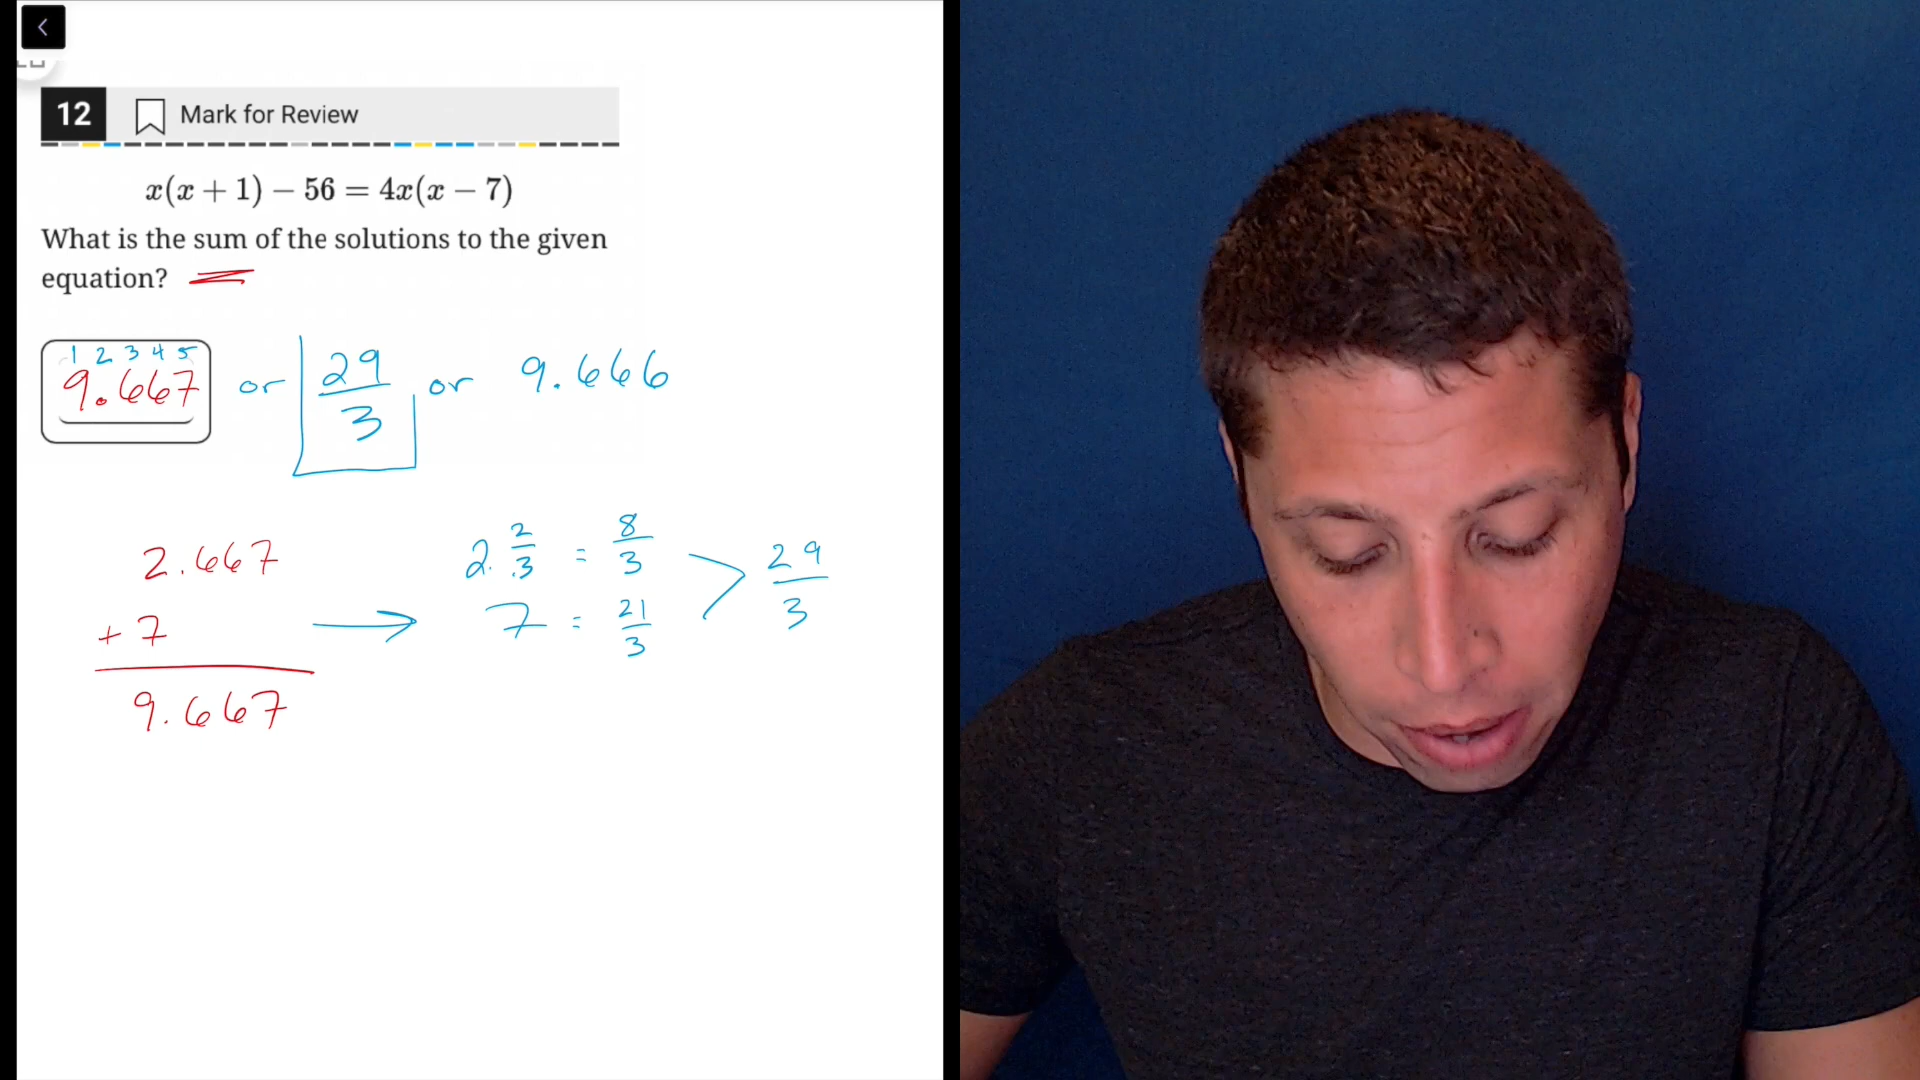 12 Mark for Review
x(x + 1) − 56 = 4x(x − 7)
What is the sum of the solutions to the given
equation?
1 2 3 4 5
9.667 or 29/3 or 9.666
2.667
+ 7
9.667
2 2/3 = 8/3
7 = 21/3
29/3